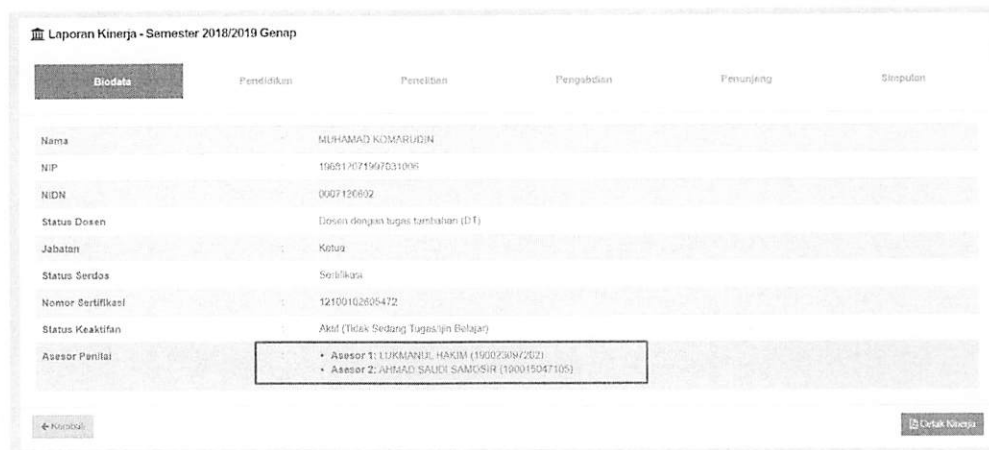 Laporan Kinerja - Semester 2018/2019 Genap
Biodata Pendidikan Penelitian Pengabdian Penunjang Simpulan
Nama : MUHAMAD KOMARUDIN
NIP : 196812071997031006
NIDN : 0007126802
Status Dosen : Dosen dengan tugas tambahan (DT)
Jabatan : Ketua
Status Serdos : Sertifikasi
Nomor Sertifikasi : 12100102605472
Status Keaktifan : Aktif (Tidak Sedang Tugas/Ijin Belajar)
Asesor Penilai : • Asesor 1: LUKMANUL HAKIM (190023097202)
• Asesor 2: AHMAD SAUDI SAMOSIR (190015047105)
Kembali Cetak Kinerja